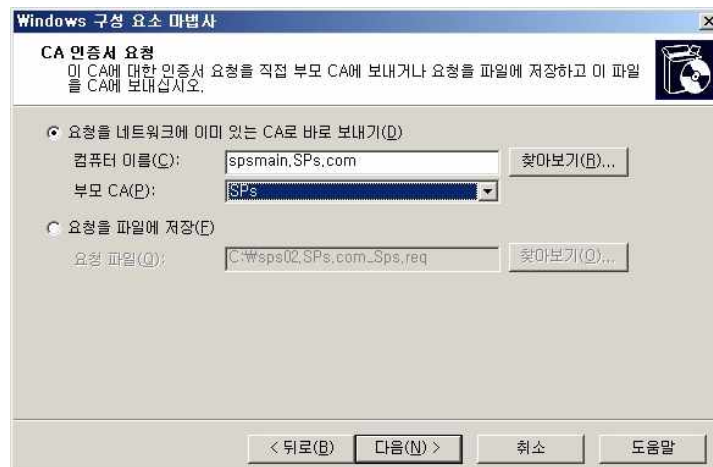 Windows 구성 요소 마법사
CA 인증서 요청
이 CA에 대한 인증서 요청을 직접 부모 CA에 보내거나 요청을 파일에 저장하고 이 파일
을 CA에 보내십시오.
요청을 네트워크에 이미 있는 CA로 바로 보내기(D)
컴퓨터 이름(C): spsmain.SPs.com 찾아보기(R)...
부모 CA(P): SPs
요청을 파일에 저장(F)
요청 파일(Q): C:₩sps02.SPs.com_Sps.req 찾아보기(O)...
< 뒤로(B) 다음(N) > 취소 도움말